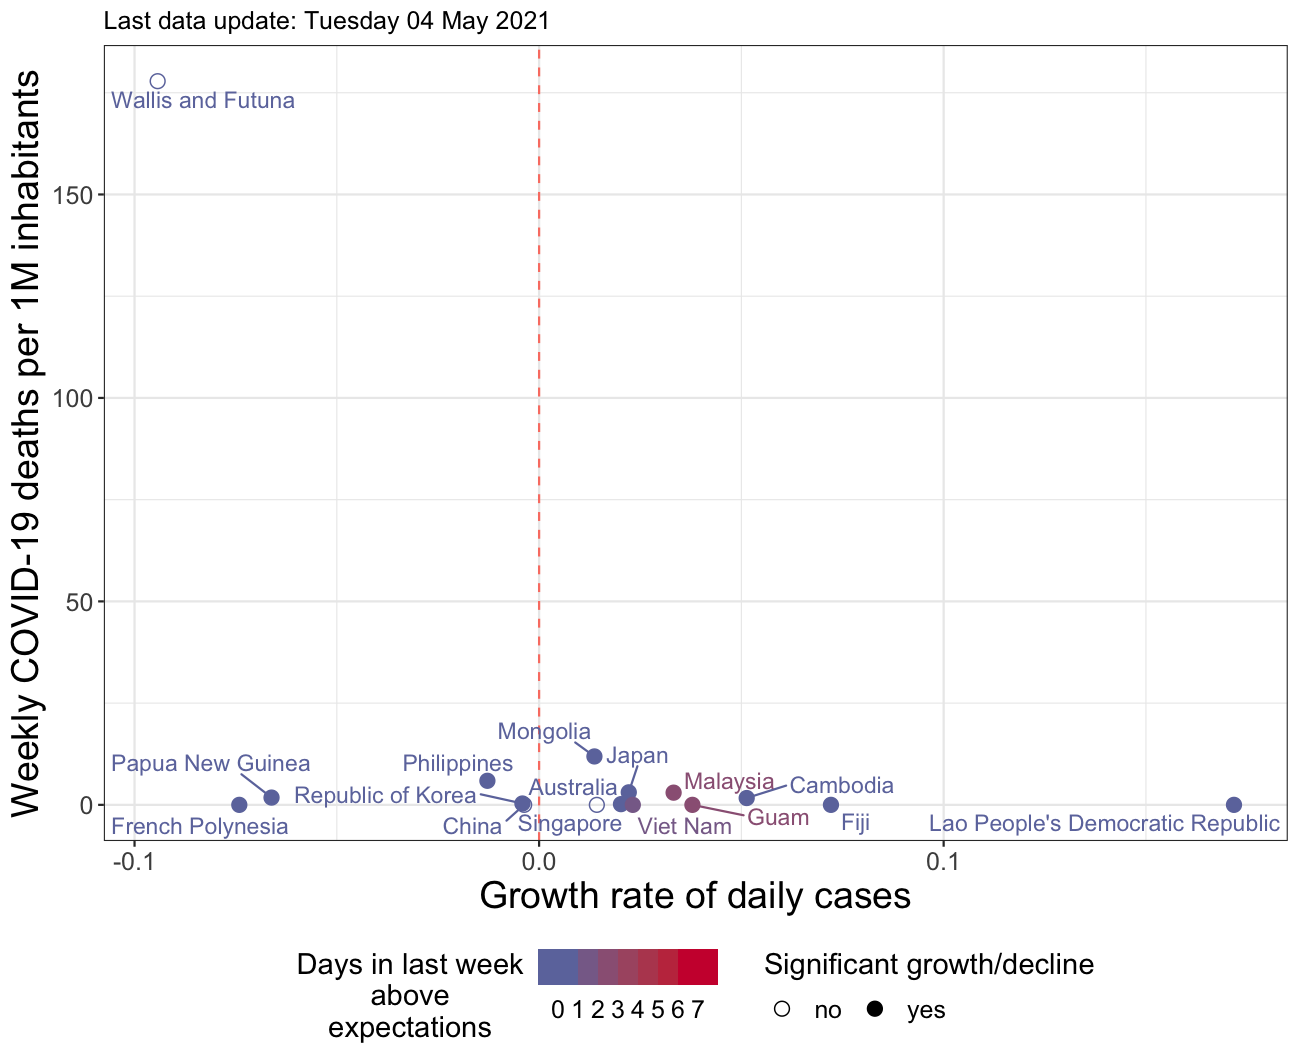 Last data update: Tuesday 04 May 2021
Weekly COVID-19 deaths per 1M inhabitants
150
100
50
0
Wallis and Futuna
Mongolia
Japan
Papua New Guinea
Philippines
Malaysia
Cambodia
Australia
Republic of Korea
Guam
French Polynesia
China
Singapore
Viet Nam
Fiji
Lao People's Democratic Republic
-0.1
0.0
0.1
Growth rate of daily cases
Days in last week
above
expectations
0 1 2 3 4 5 6 7
Significant growth/decline
no
yes